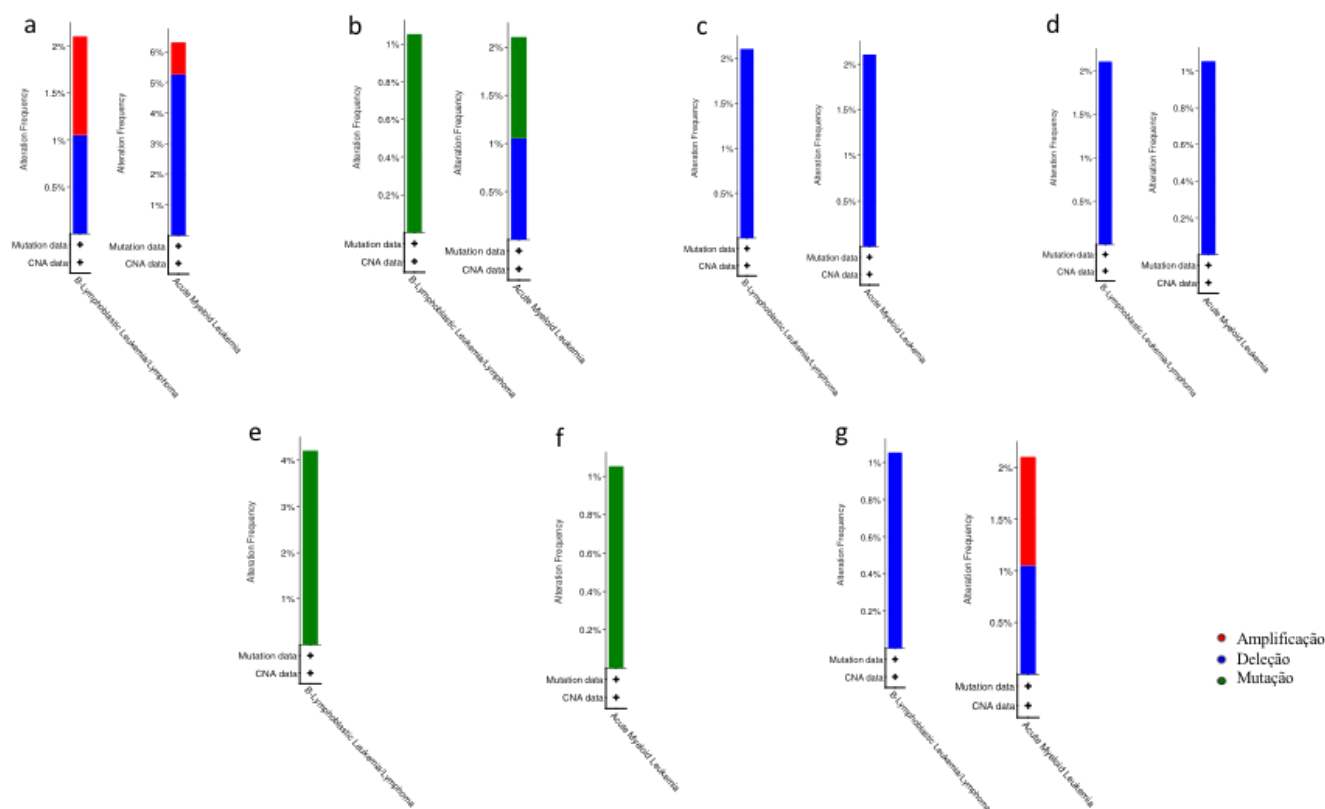 a
2%
1.5%
1%
0.5%
Alteration Frequency
Mutation data
CNA data
B-Lymphoblastic Leukemia/Lymphoma
6%
5%
4%
3%
2%
1%
Alteration Frequency
Mutation data
CNA data
Acute Myeloid Leukemia
b
1%
0.8%
0.6%
0.4%
0.2%
Alteration Frequency
Mutation data
CNA data
B-Lymphoblastic Leukemia/Lymphoma
2%
1.5%
1%
0.5%
Alteration Frequency
Mutation data
CNA data
Acute Myeloid Leukemia
c
2%
1.5%
1%
0.5%
Alteration Frequency
Mutation data
CNA data
B-Lymphoblastic Leukemia/Lymphoma
2%
1.5%
1%
0.5%
Alteration Frequency
Mutation data
CNA data
Acute Myeloid Leukemia
d
2%
1.5%
1%
0.5%
Alteration Frequency
Mutation data
CNA data
B-Lymphoblastic Leukemia/Lymphoma
1%
0.8%
0.6%
0.4%
0.2%
Alteration Frequency
Mutation data
CNA data
Acute Myeloid Leukemia
e
4%
3%
2%
1%
Alteration Frequency
Mutation data
CNA data
B-Lymphoblastic Leukemia/Lymphoma
f
1%
0.8%
0.6%
0.4%
0.2%
Alteration Frequency
Mutation data
CNA data
Acute Myeloid Leukemia
g
1%
0.8%
0.6%
0.4%
0.2%
Alteration Frequency
Mutation data
CNA data
B-Lymphoblastic Leukemia/Lymphoma
2%
1.5%
1%
0.5%
Alteration Frequency
Mutation data
CNA data
Acute Myeloid Leukemia
Amplificação
Deleção
Mutação